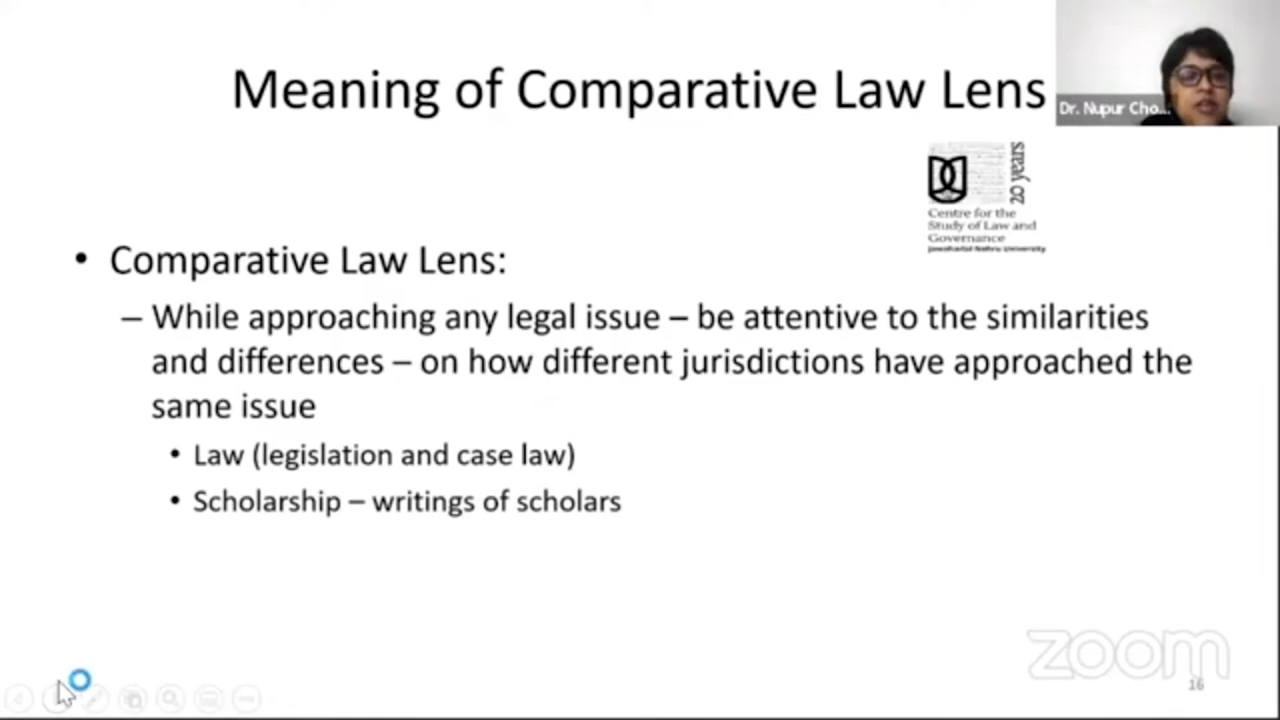 Meaning of Comparative Law Lens
Dr. Nupur Cho...
20 years
Centre for the
Study of Law and
Governance
Jawaharlal Nehru University
• Comparative Law Lens:
– While approaching any legal issue – be attentive to the similarities
and differences – on how different jurisdictions have approached the
same issue
• Law (legislation and case law)
• Scholarship – writings of scholars
zoom
16